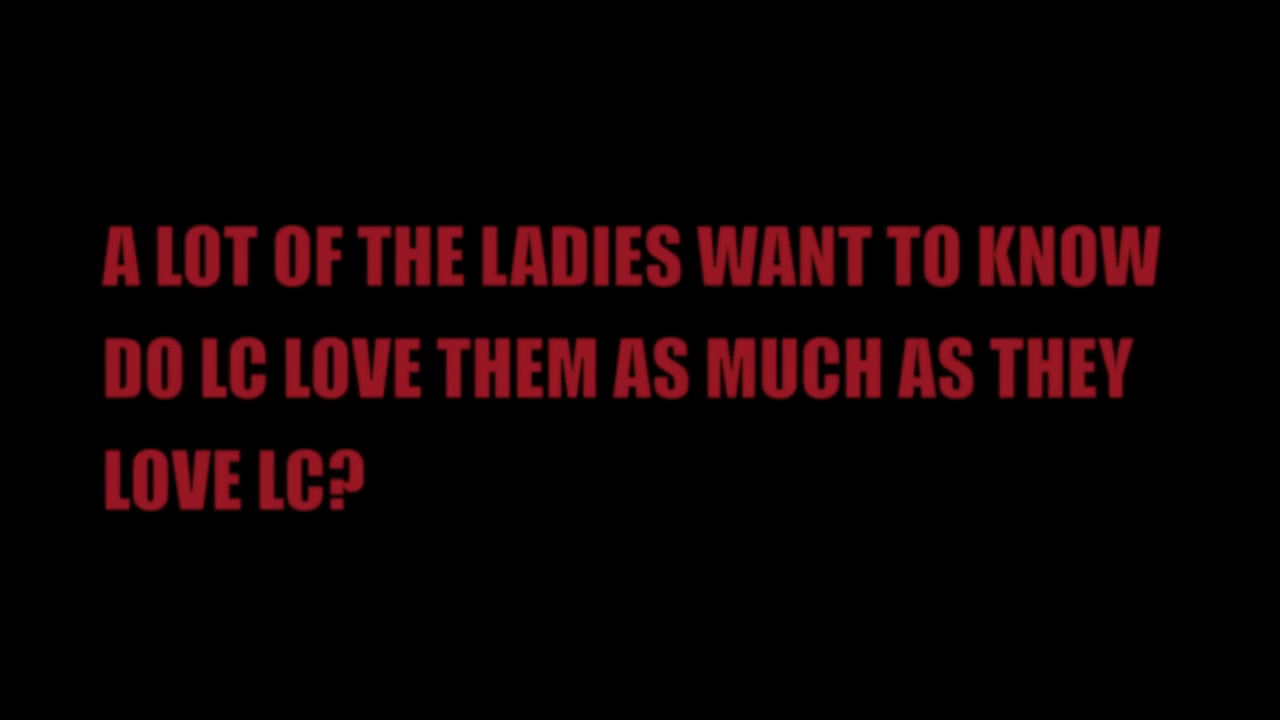 A LOT OF THE LADIES WANT TO KNOW
DO LC LOVE THEM AS MUCH AS THEY
LOVE LC?